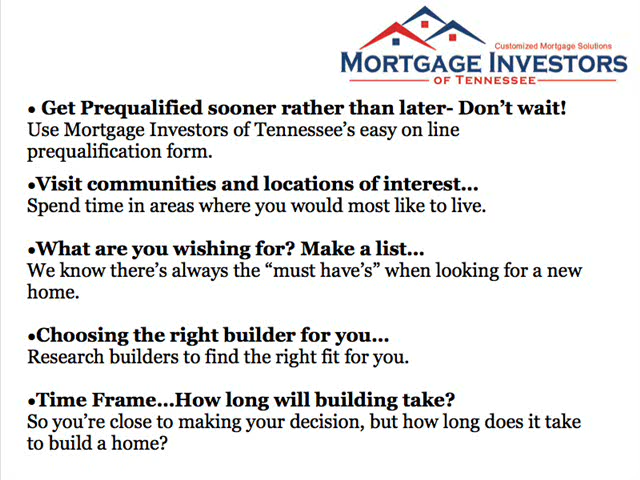 Customized Mortgage Solutions
MORTGAGE INVESTORS
OF TENNESSEE
• Get Prequalified sooner rather than later- Don’t wait!
Use Mortgage Investors of Tennessee’s easy on line
prequalification form.
•Visit communities and locations of interest…
Spend time in areas where you would most like to live.
•What are you wishing for? Make a list…
We know there’s always the “must have’s” when looking for a new
home.
•Choosing the right builder for you…
Research builders to find the right fit for you.
•Time Frame…How long will building take?
So you’re close to making your decision, but how long does it take
to build a home?